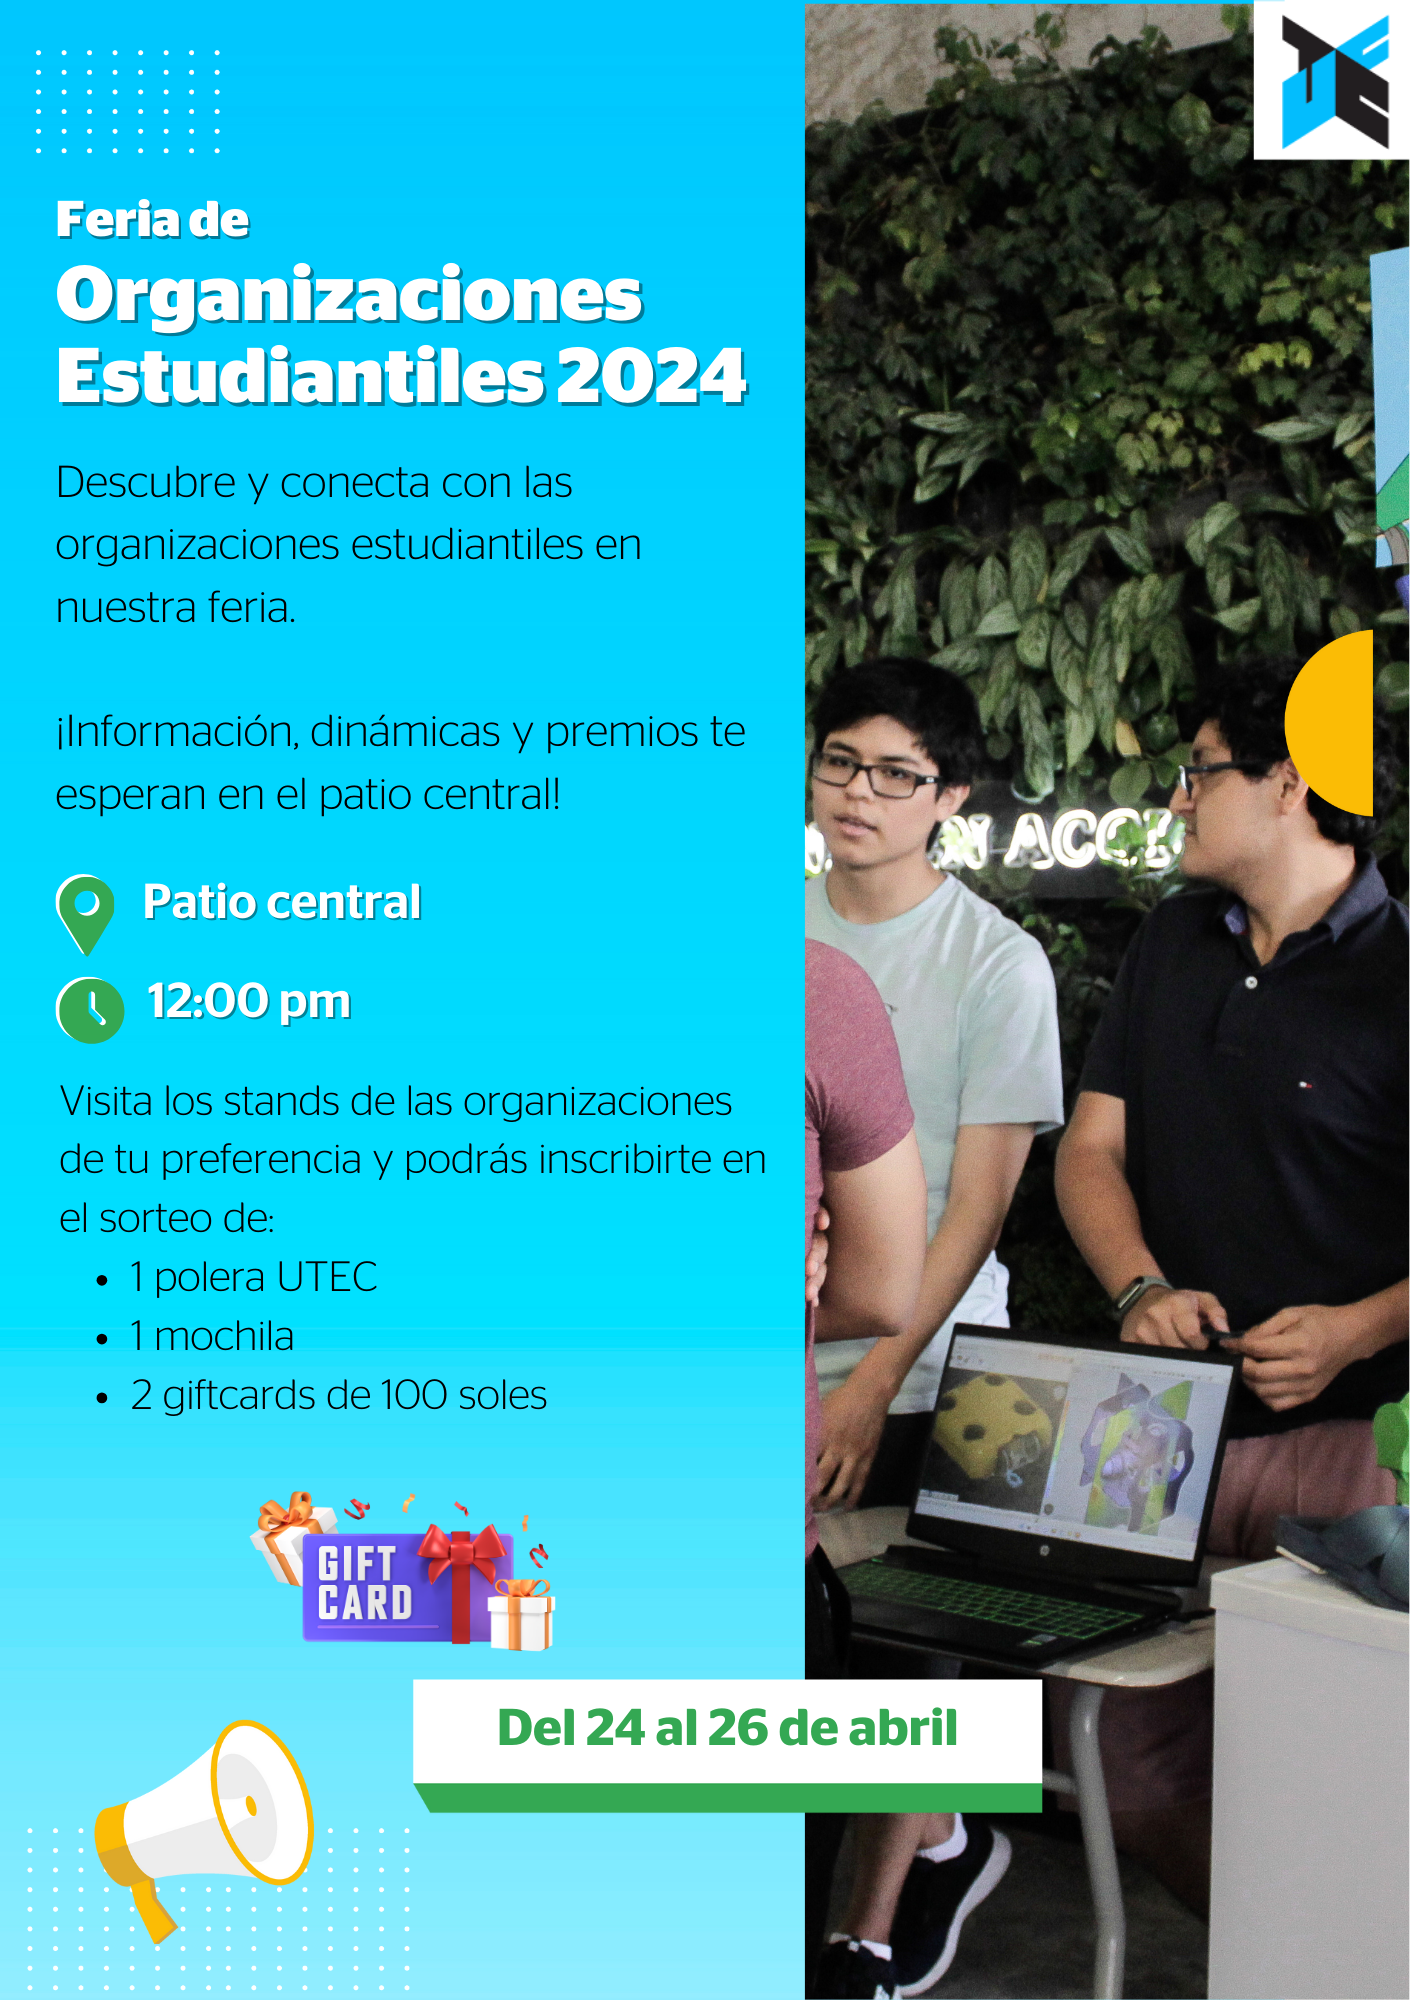 UTEC
Feria de
Organizaciones
Estudiantiles 2024
Descubre y conecta con las
organizaciones estudiantiles en
nuestra feria.
¡Información, dinámicas y premios te
esperan en el patio central!
Patio central
12:00 pm
N ACCI
Visita los stands de las organizaciones
de tu preferencia y podrás inscribirte en
el sorteo de:
• 1 polera UTEC
• 1 mochila
• 2 giftcards de 100 soles
hp
GIFT
CARD
Del 24 al 26 de abril